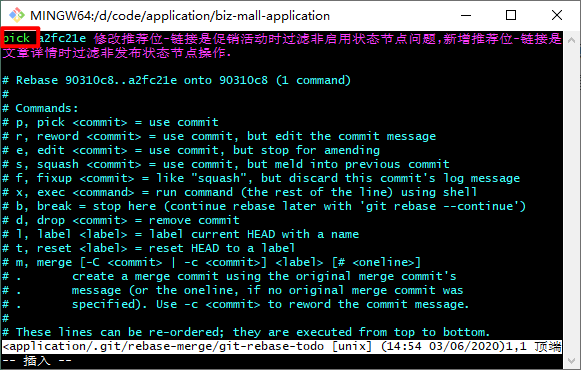 MINGW64:/d/code/application/biz-mall-application
pick a2fc21e 修改推荐位-链接是促销活动时过滤非启用状态节点问题,新增推荐位-链接是
文章详情时过滤非发布状态节点操作.
# Rebase 90310c8..a2fc21e onto 90310c8 (1 command)
#
# Commands:
# p, pick <commit> = use commit
# r, reword <commit> = use commit, but edit the commit message
# e, edit <commit> = use commit, but stop for amending
# s, squash <commit> = use commit, but meld into previous commit
# f, fixup <commit> = like "squash", but discard this commit's log message
# x, exec <command> = run command (the rest of the line) using shell
# b, break = stop here (continue rebase later with 'git rebase --continue')
# d, drop <commit> = remove commit
# l, label <label> = label current HEAD with a name
# t, reset <label> = reset HEAD to a label
# m, merge [-C <commit> | -c <commit>] <label> [# <oneline>]
# .       create a merge commit using the original merge commit's
# .       message (or the oneline, if no original merge commit was
# .       specified). Use -c <commit> to reword the commit message.
#
# These lines can be re-ordered; they are executed from top to bottom.
<application/.git/rebase-merge/git-rebase-todo [unix] (14:54 03/06/2020)1,1 顶端
-- 插入 --